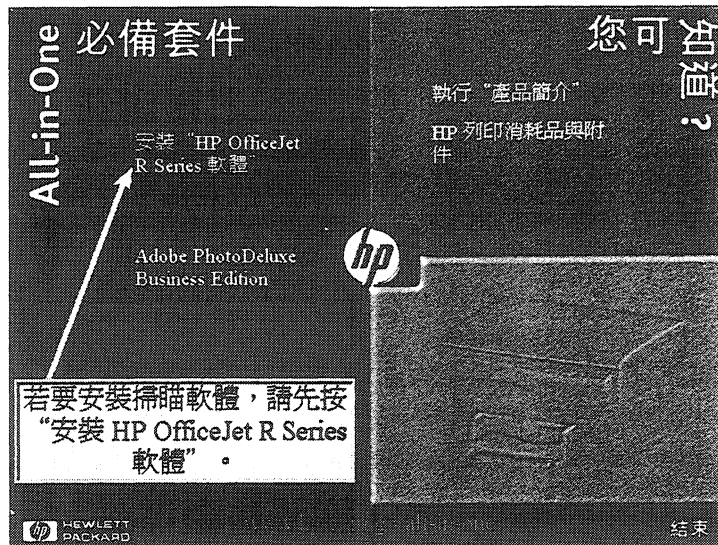 All-in-One
必備套件
安裝“HP OfficeJet
R Series 軟體”
Adobe PhotoDeluxe
Business Edition
若要安裝掃瞄軟體，請先按
“安裝 HP OfficeJet R Series
軟體”。
您可知道？
執行“產品簡介”
HP 列印消耗品與附
件
hp
hp HEWLETT
PACKARD
结束